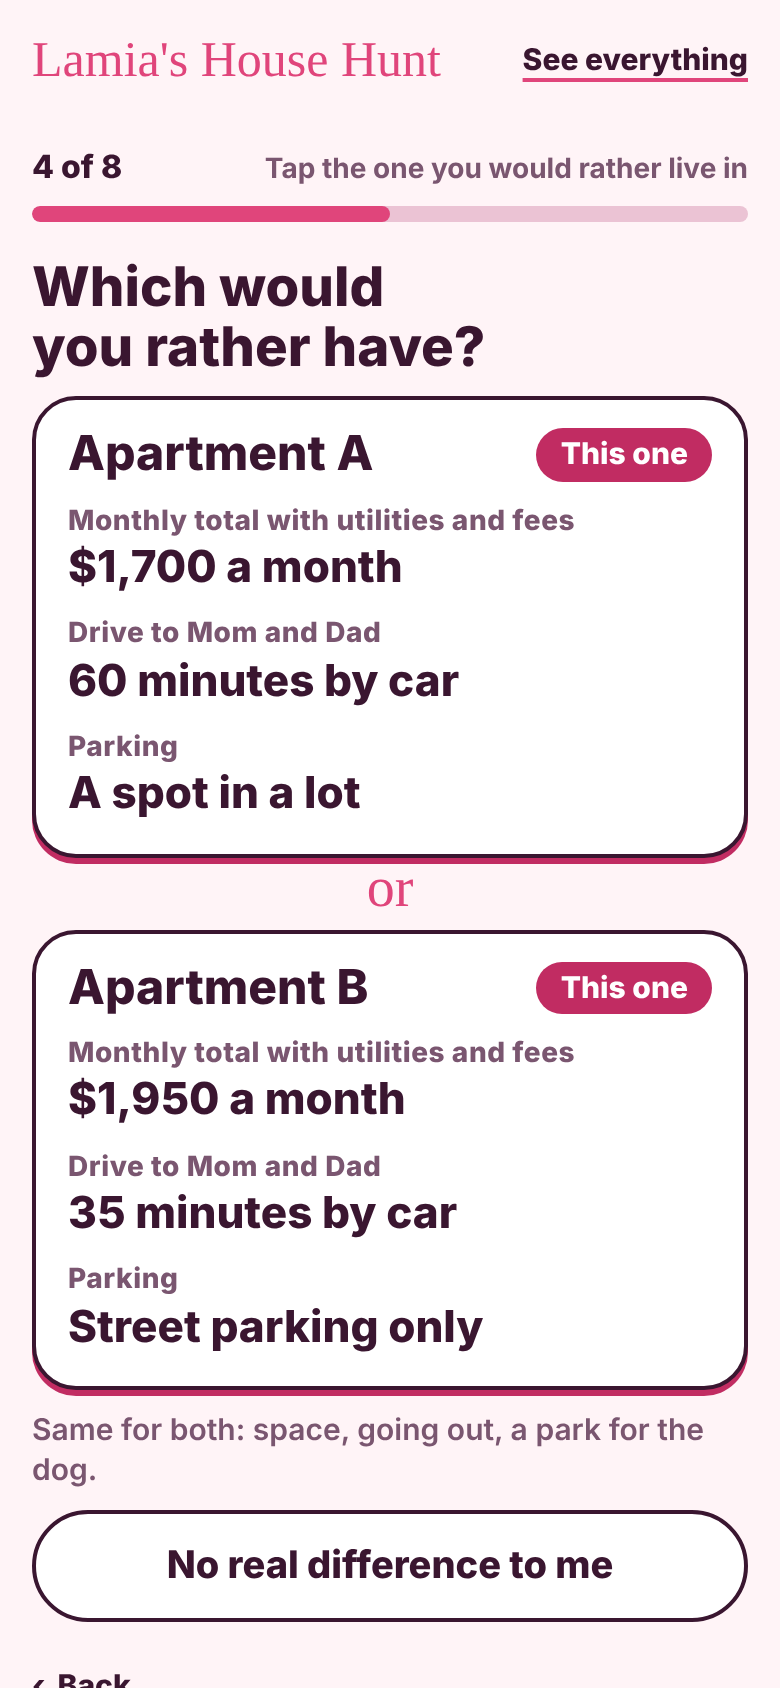 Lamia's House Hunt
See everything
4 of 8
Tap the one you would rather live in
Which would
you rather have?
Apartment A
This one
Monthly total with utilities and fees
$1,700 a month
Drive to Mom and Dad
60 minutes by car
Parking
A spot in a lot
or
Apartment B
This one
Monthly total with utilities and fees
$1,950 a month
Drive to Mom and Dad
35 minutes by car
Parking
Street parking only
Same for both: space, going out, a park for the
dog.
No real difference to me
‹ Back